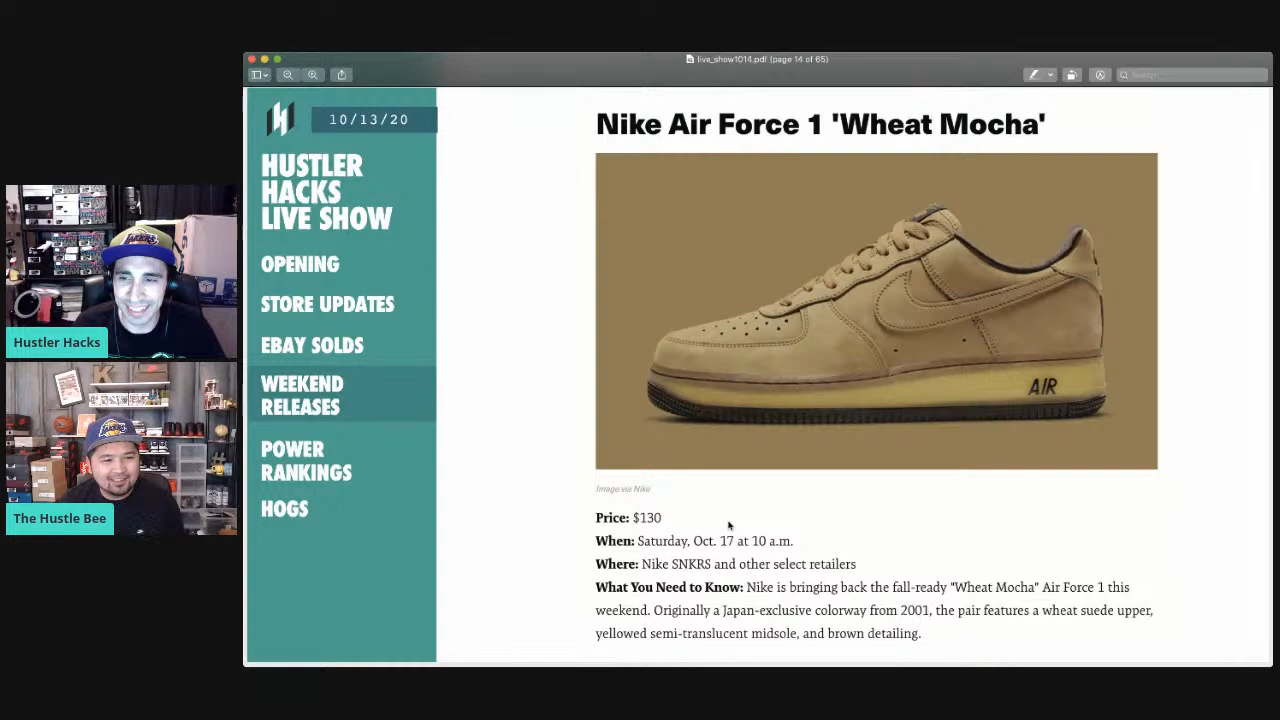 live_show1014.pdf (page 14 of 65)
Search
10/13/20
HUSTLER
HACKS
LIVE SHOW
OPENING
STORE UPDATES
EBAY SOLDS
WEEKEND
RELEASES
POWER
RANKINGS
HOGS
Nike Air Force 1 'Wheat Mocha'
AIR
Image via Nike
Price: $130
When: Saturday, Oct. 17 at 10 a.m.
Where: Nike SNKRS and other select retailers
What You Need to Know: Nike is bringing back the fall-ready "Wheat Mocha" Air Force 1 this
weekend. Originally a Japan-exclusive colorway from 2001, the pair features a wheat suede upper,
yellowed semi-translucent midsole, and brown detailing.
LAKERS
Hustler Hacks
K
The Hustle Bee